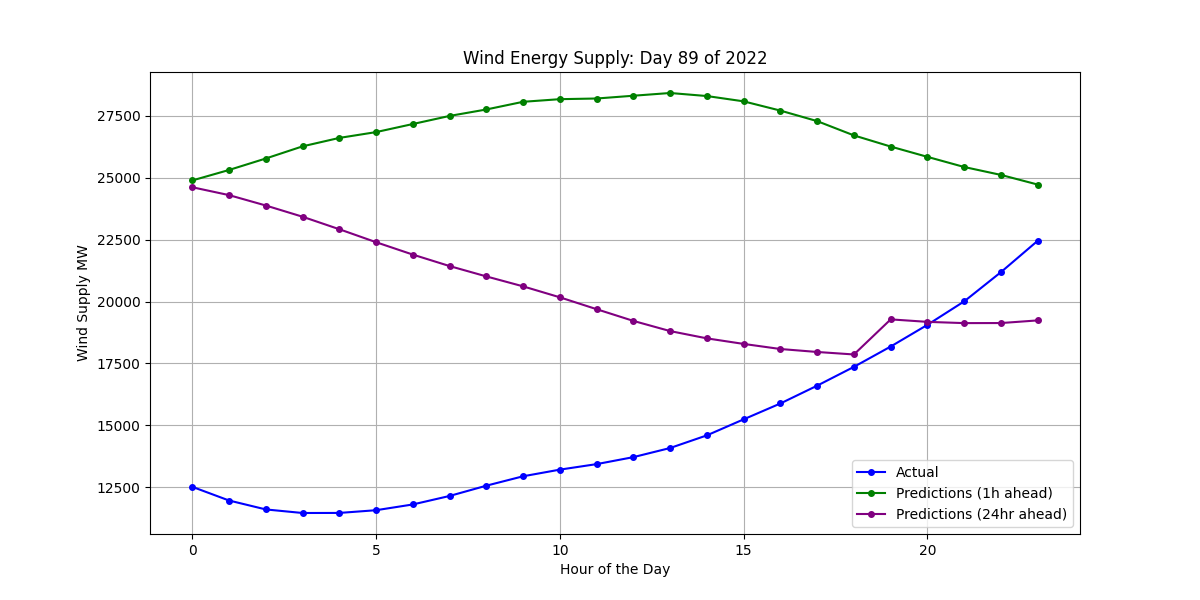 Wind Energy Supply: Day 89 of 2022
27500
25000
22500
20000
17500
15000
12500
Wind Supply MW
0 5 10 15 20
Hour of the Day
Actual
Predictions (1h ahead)
Predictions (24hr ahead)